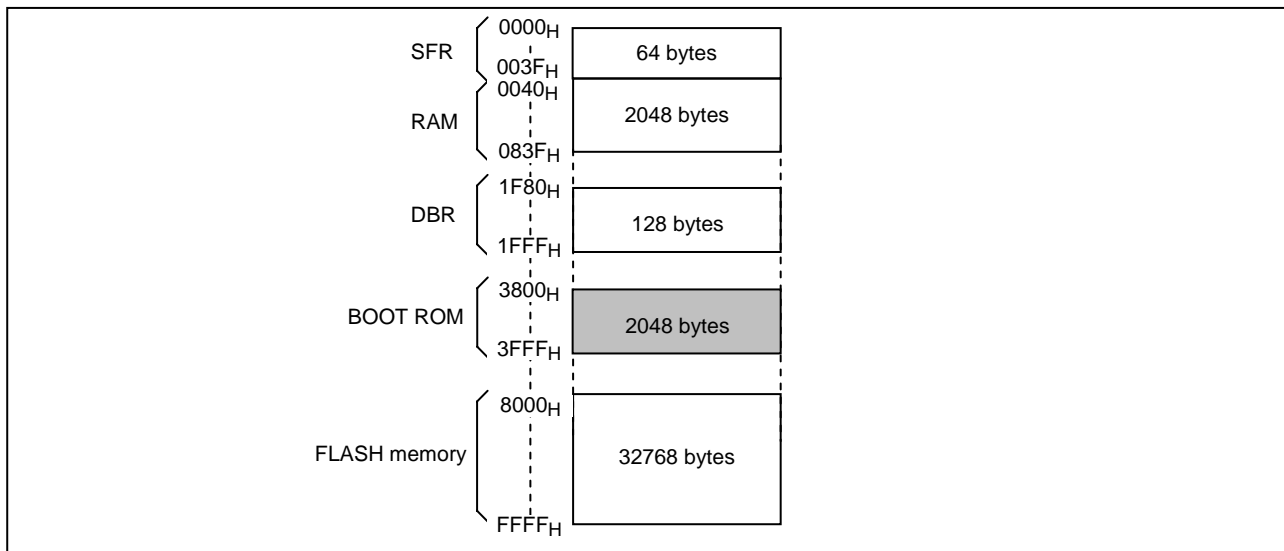 0000H
SFR
64 bytes
003FH
0040H
RAM
2048 bytes
083FH
1F80H
DBR
128 bytes
1FFFH
3800H
BOOT ROM
2048 bytes
3FFFH
8000H
FLASH memory
32768 bytes
FFFFH